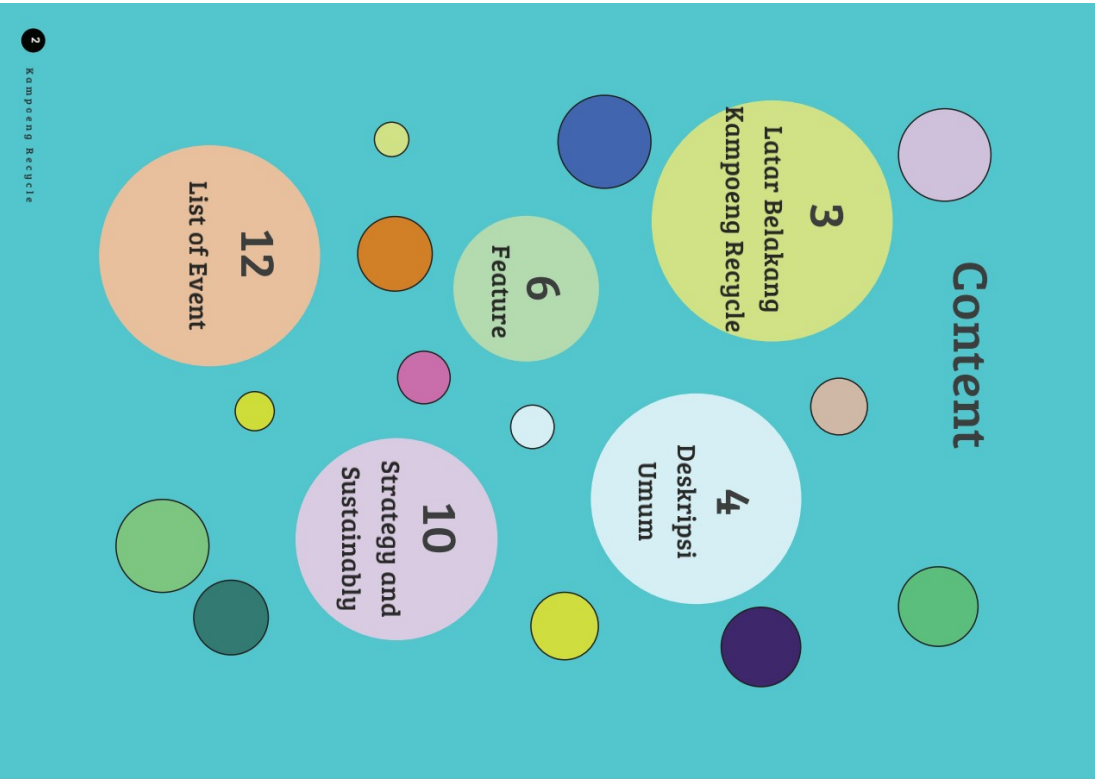 Content
3
Latar Belakang
Kampoeng Recycle
4
Deskripsi
Umum
6
Feature
10
Strategy and
Sustainably
12
List of Event
2 Kampoeng Recycle